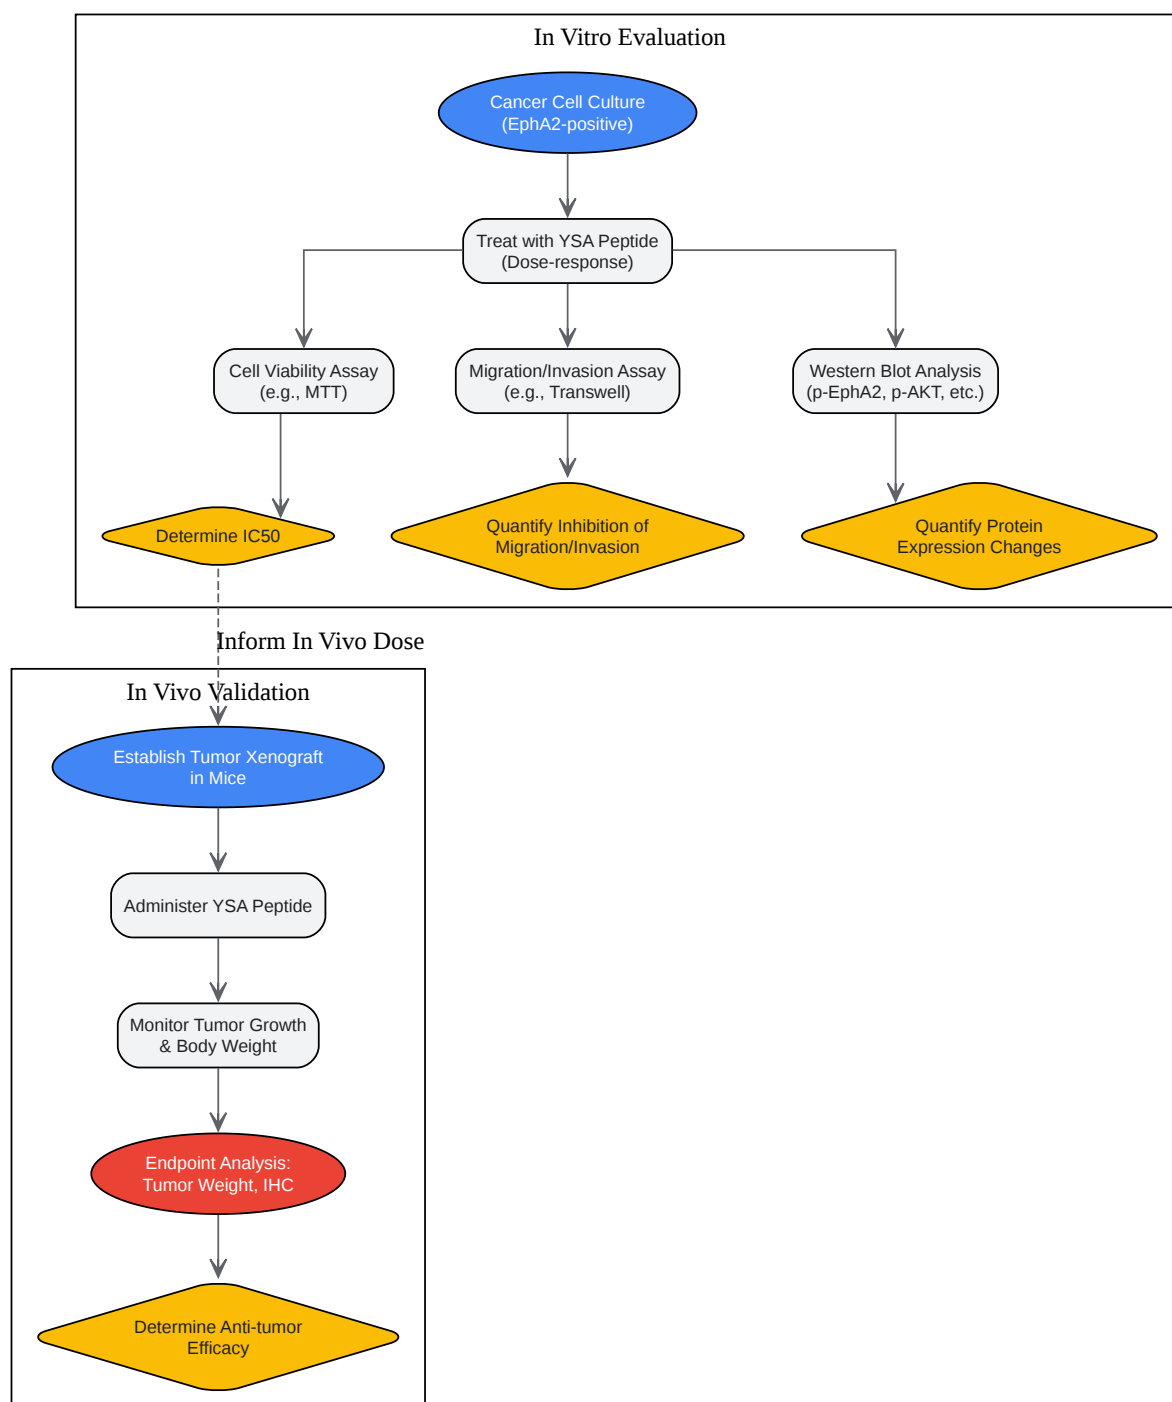 In Vitro Evaluation
Cancer Cell Culture
(EphA2-positive)
Treat with YSA Peptide
(Dose-response)
Cell Viability Assay
(e.g., MTT)
Migration/Invasion Assay
(e.g., Transwell)
Western Blot Analysis
(p-EphA2, p-AKT, etc.)
Determine IC50
Quantify Inhibition of
Migration/Invasion
Quantify Protein
Expression Changes
Inform In Vivo Dose
In Vivo Validation
Establish Tumor Xenograft
in Mice
Administer YSA Peptide
Monitor Tumor Growth
& Body Weight
Endpoint Analysis:
Tumor Weight, IHC
Determine Anti-tumor
Efficacy